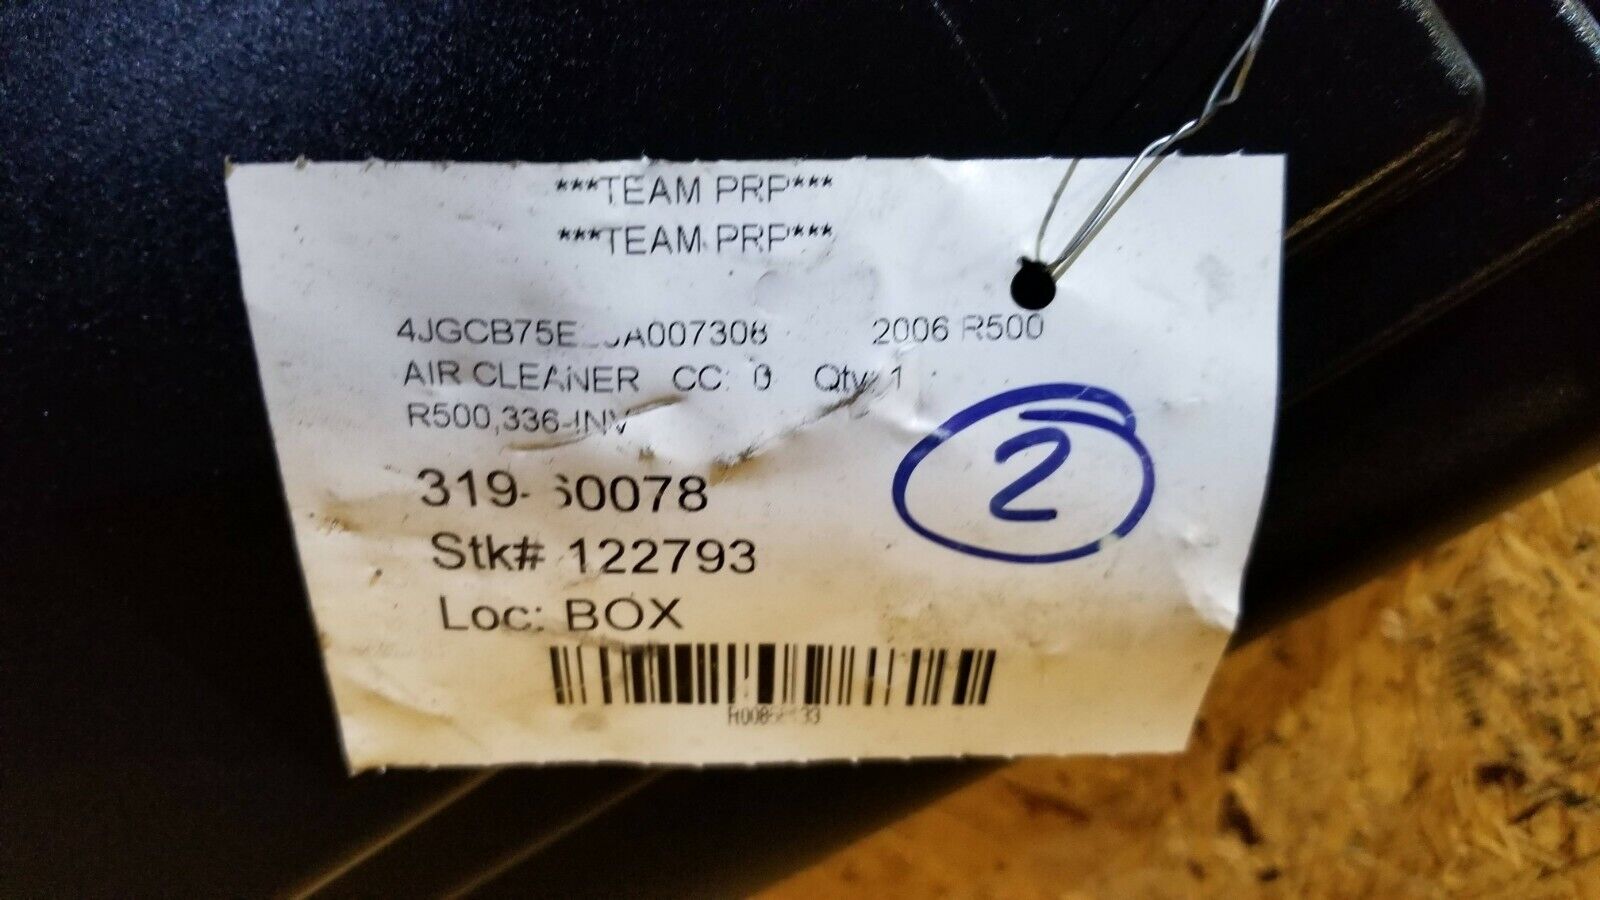 ***TEAM PRP***
***TEAM PRP***
2006 R500
AIR CLEANER CC: 0 Qty: 1
R500,336-INV
2
Stk# 122793
Loc: BOX